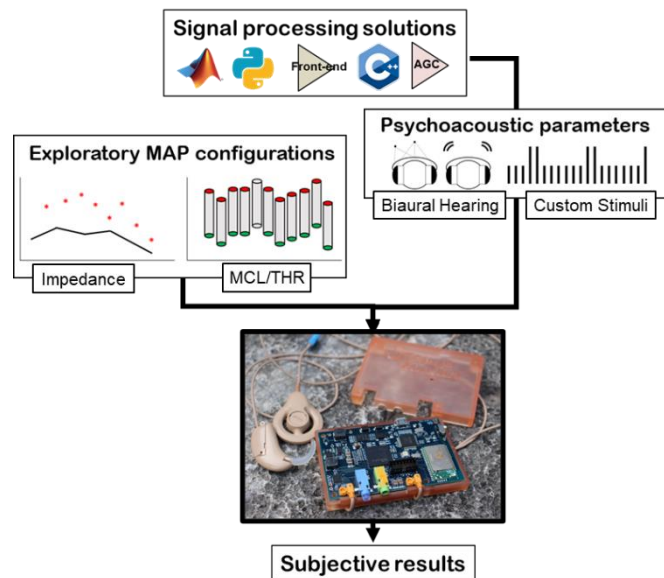 Signal processing solutions
Front-end
C++
AGC
Psychoacoustic parameters
Biaural Hearing
Custom Stimuli
Exploratory MAP configurations
Impedance
MCL/THR
Subjective results